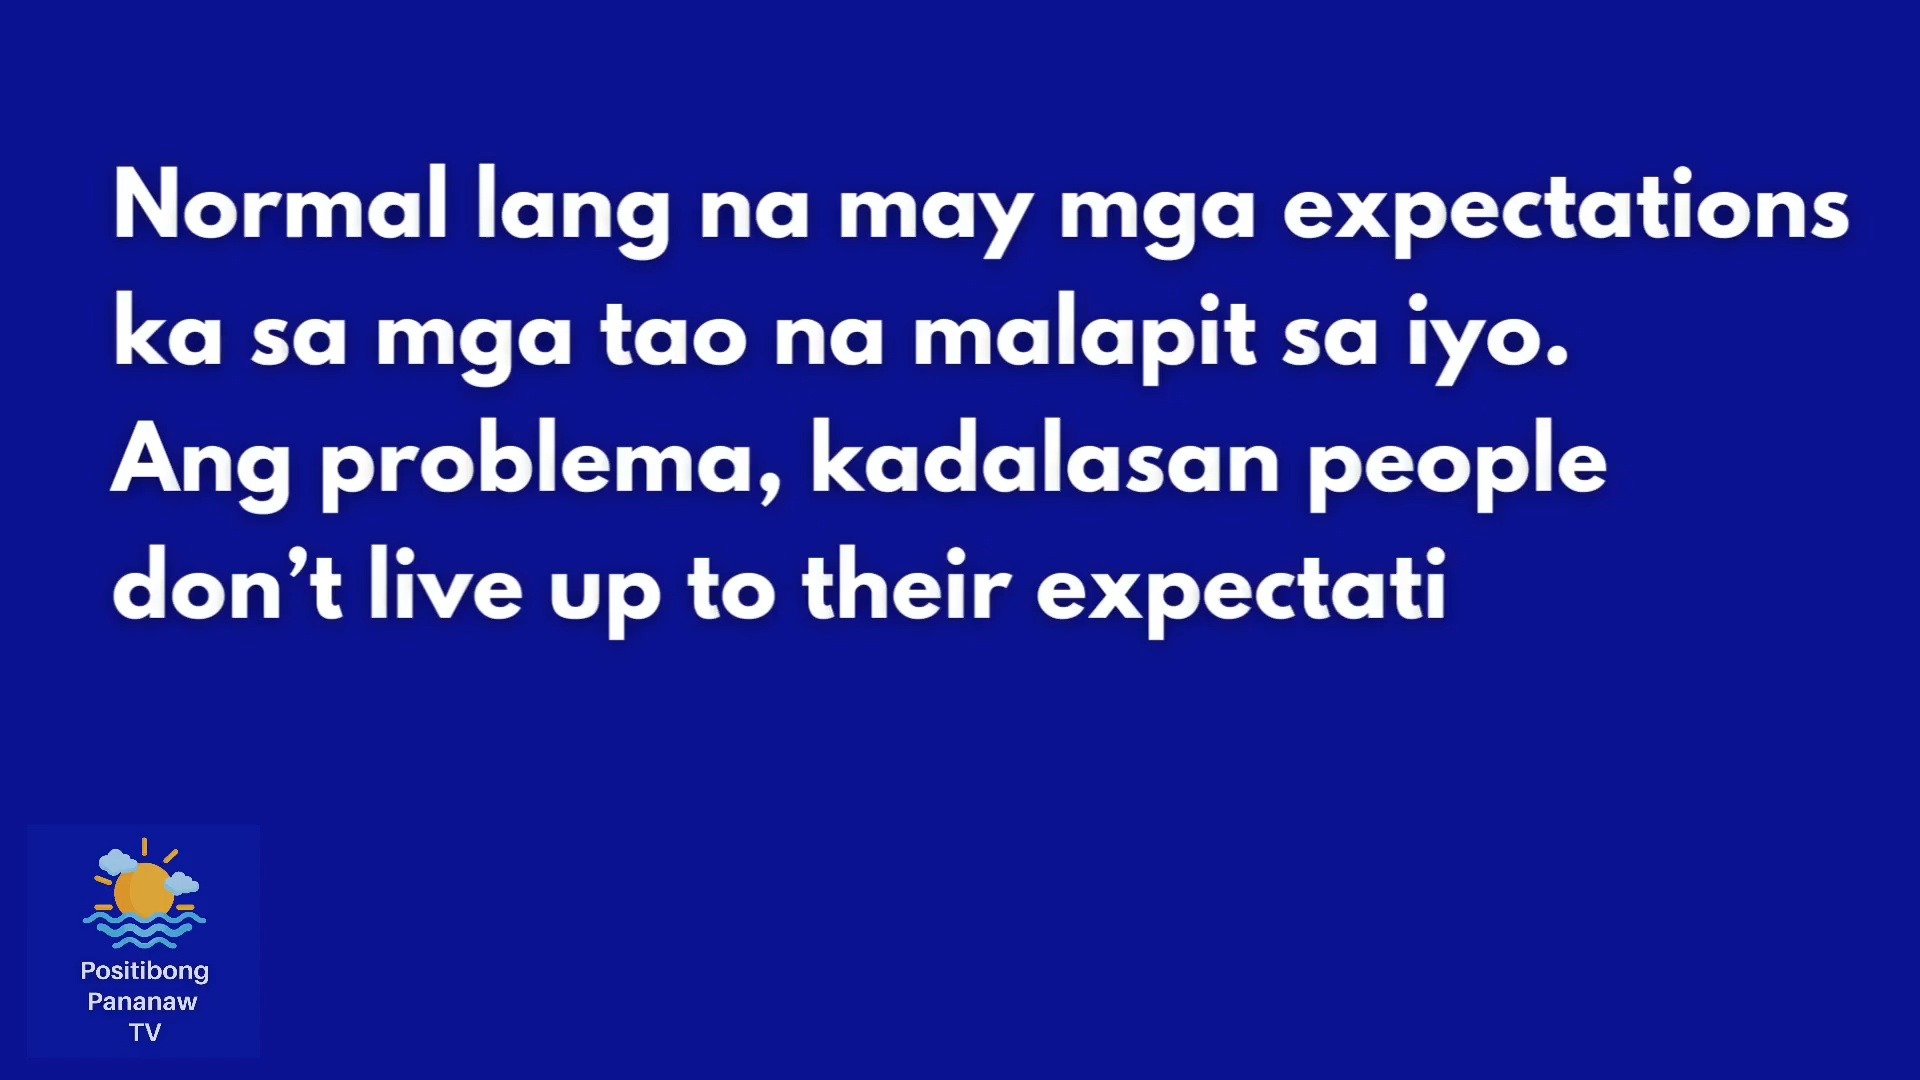 Normal lang na may mga expectations
ka sa mga tao na malapit sa iyo.
Ang problema, kadalasan people
don’t live up to their expectati
Positibong
Pananaw
TV